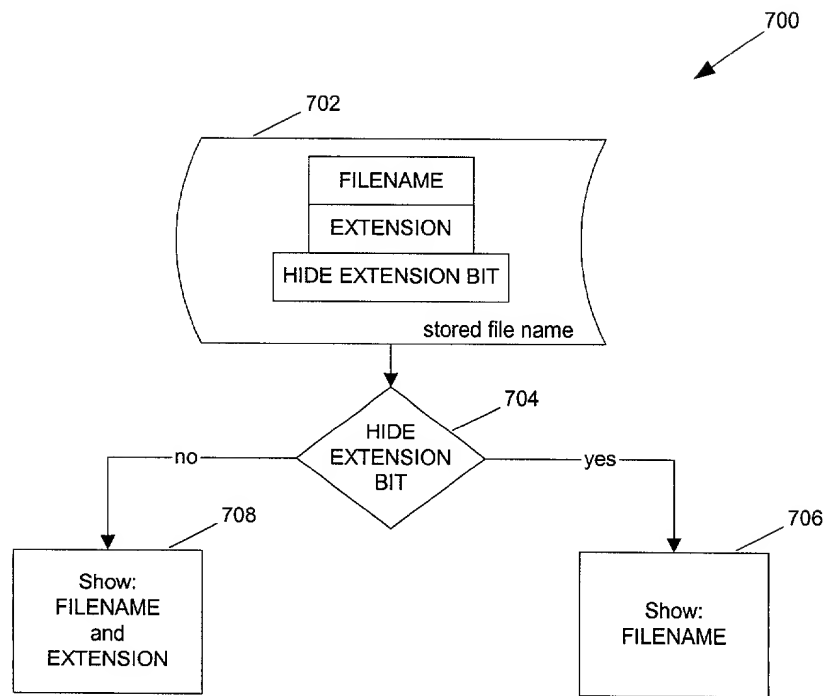 700
702
FILENAME
EXTENSION
HIDE EXTENSION BIT
stored file name
704
HIDE
EXTENSION
BIT
no
yes
708
Show:
FILENAME
and
EXTENSION
706
Show:
FILENAME